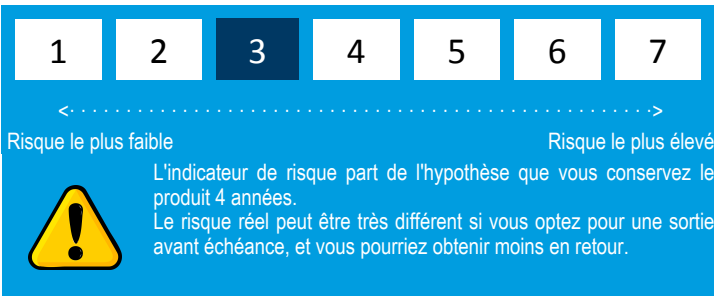 1 2 3 4 5 6 7
Risque le plus faible Risque le plus élevé
L'indicateur de risque part de l'hypothèse que vous conservez le
produit 4 années.
Le risque réel peut être très différent si vous optez pour une sortie
avant échéance, et vous pourriez obtenir moins en retour.